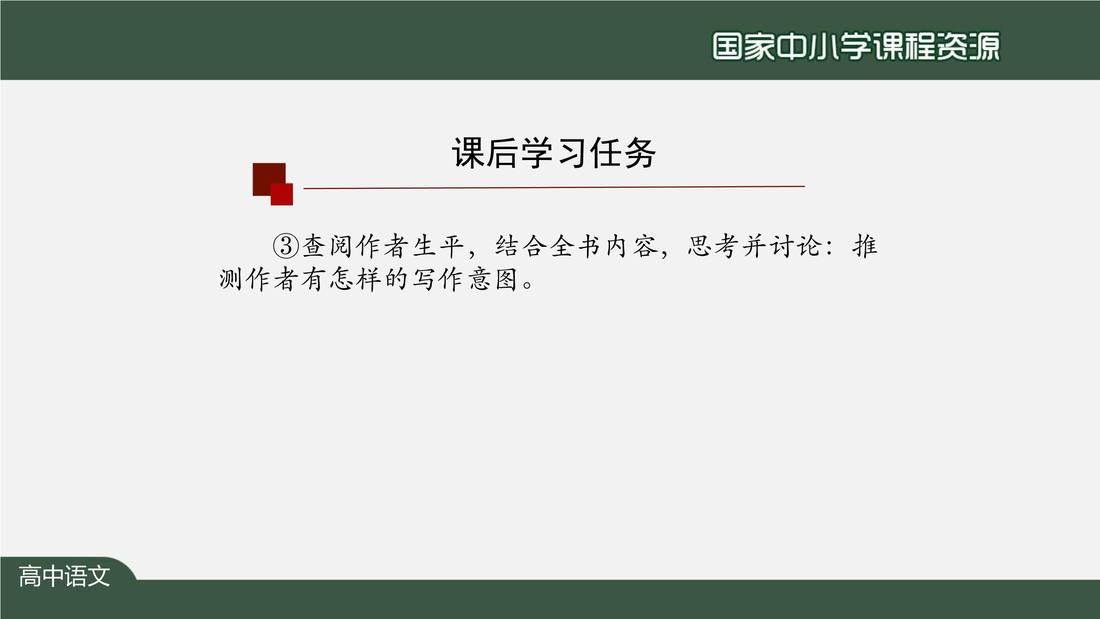 国家中小学课程资源
课后学习任务
③查阅作者生平，结合全书内容，思考并讨论：推
测作者有怎样的写作意图。
高中语文